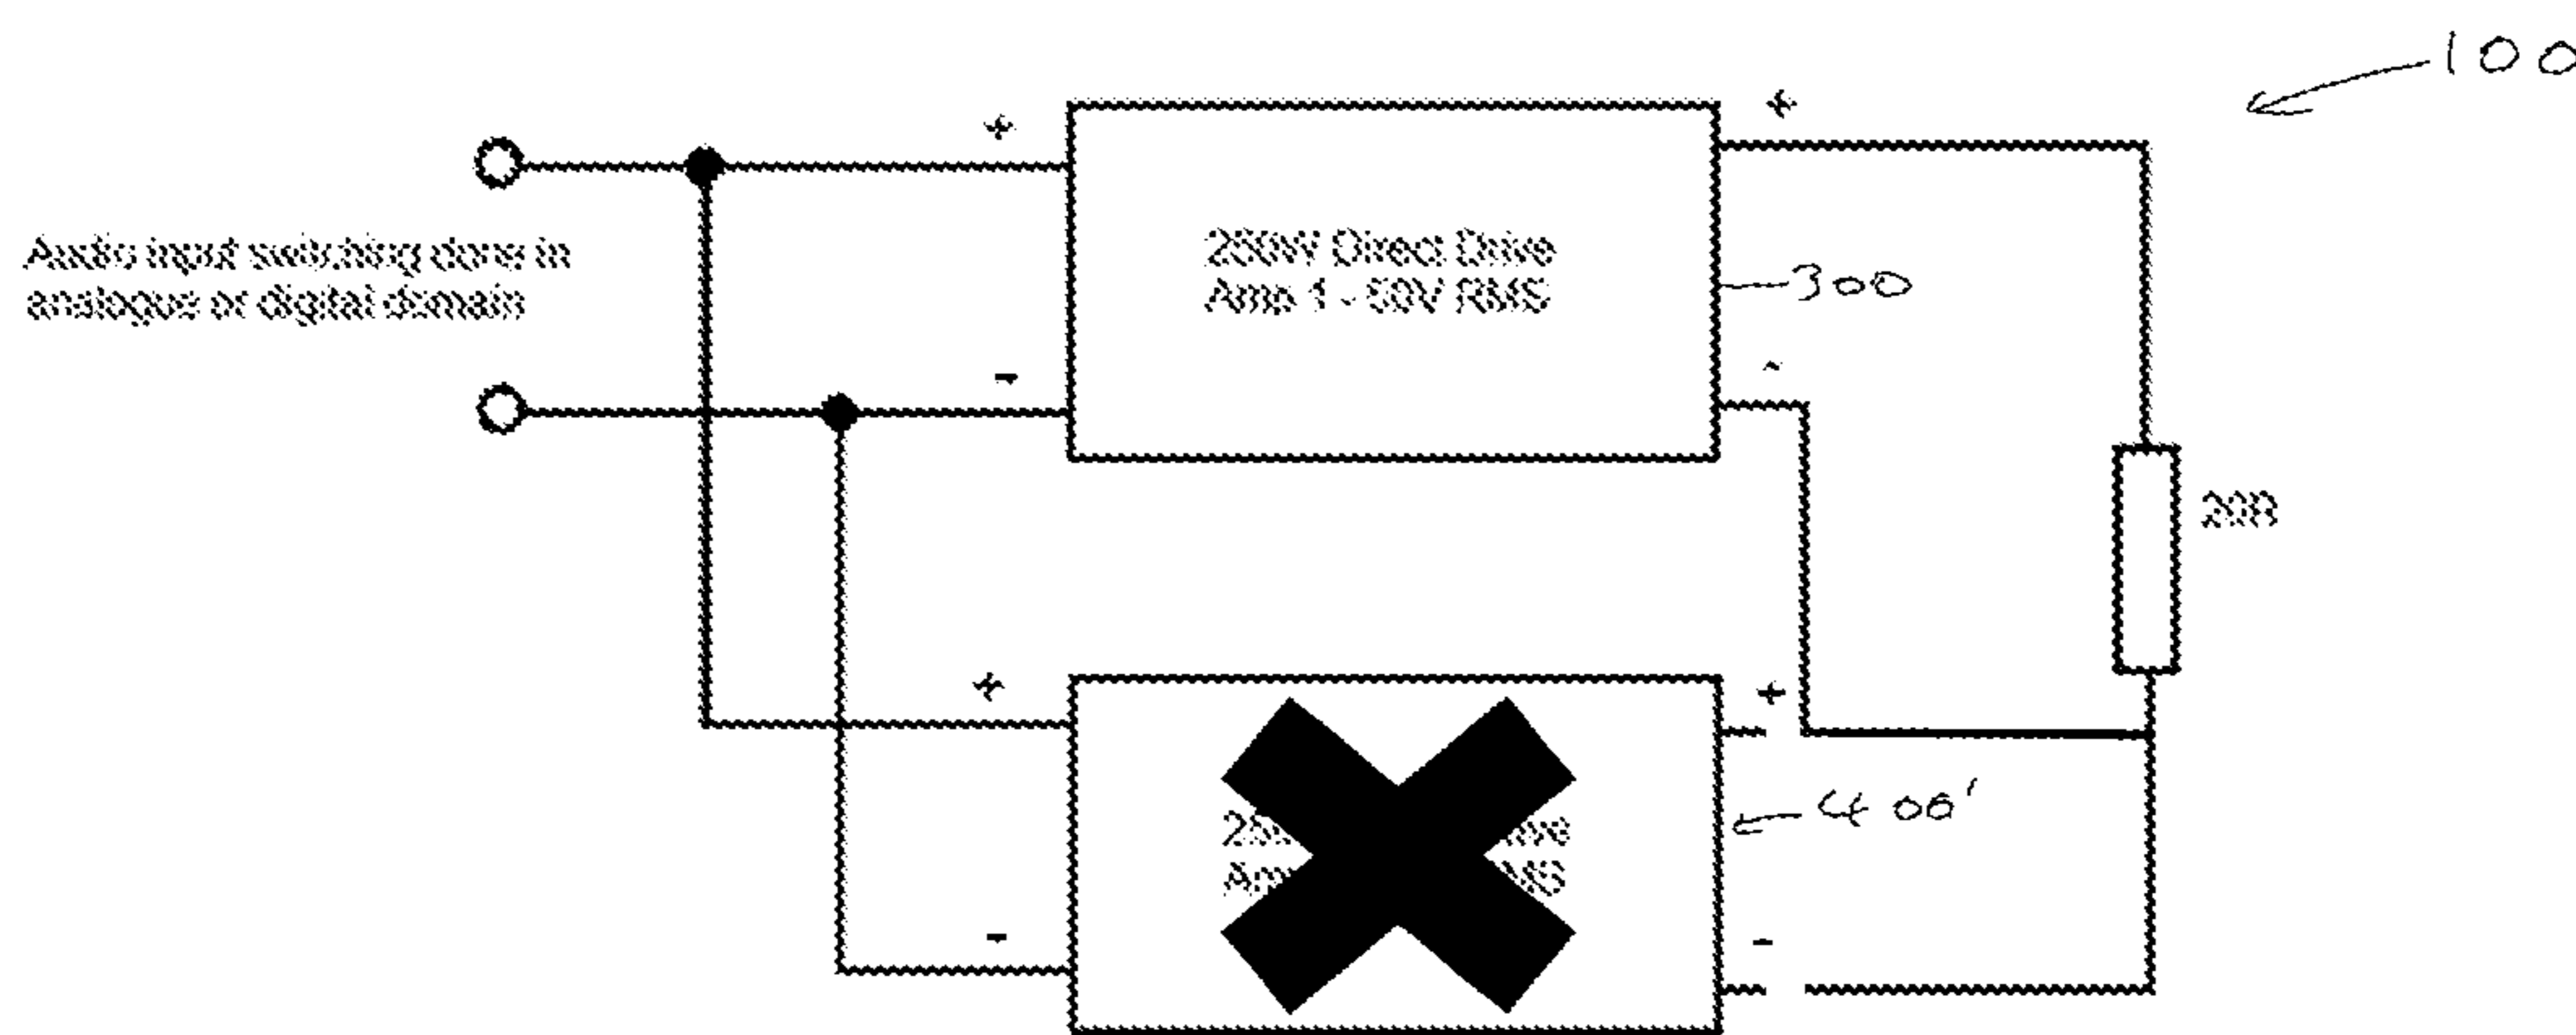 100
+
+
Audio input switching done in
analogue or digital domain
250W Direct Drive
Amp 1 - 50V RMS
300
-
-
20R
+
+
400'
-
-